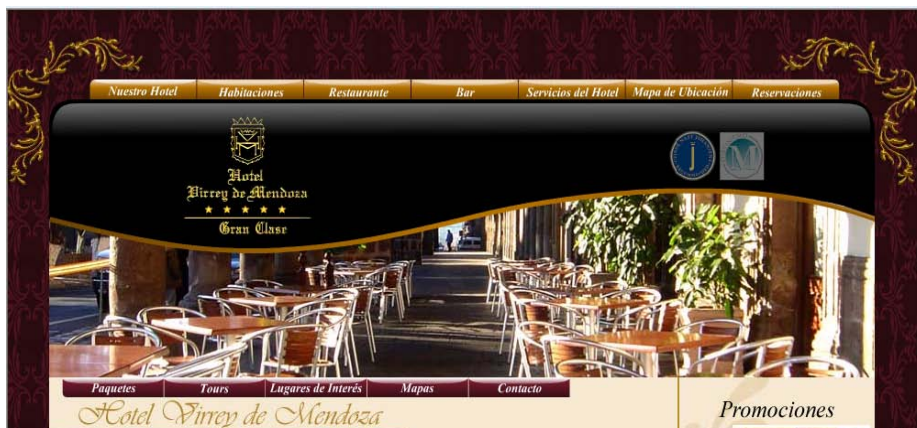 Nuestro Hotel
Habitaciones
Restaurante
Bar
Servicios del Hotel
Mapa de Ubicación
Reservaciones
Hotel
Virrey de Mendoza
Gran Clase
J
M
Paquetes
Tours
Lugares de Interés
Mapas
Contacto
Hotel Virrey de Mendoza
Promociones